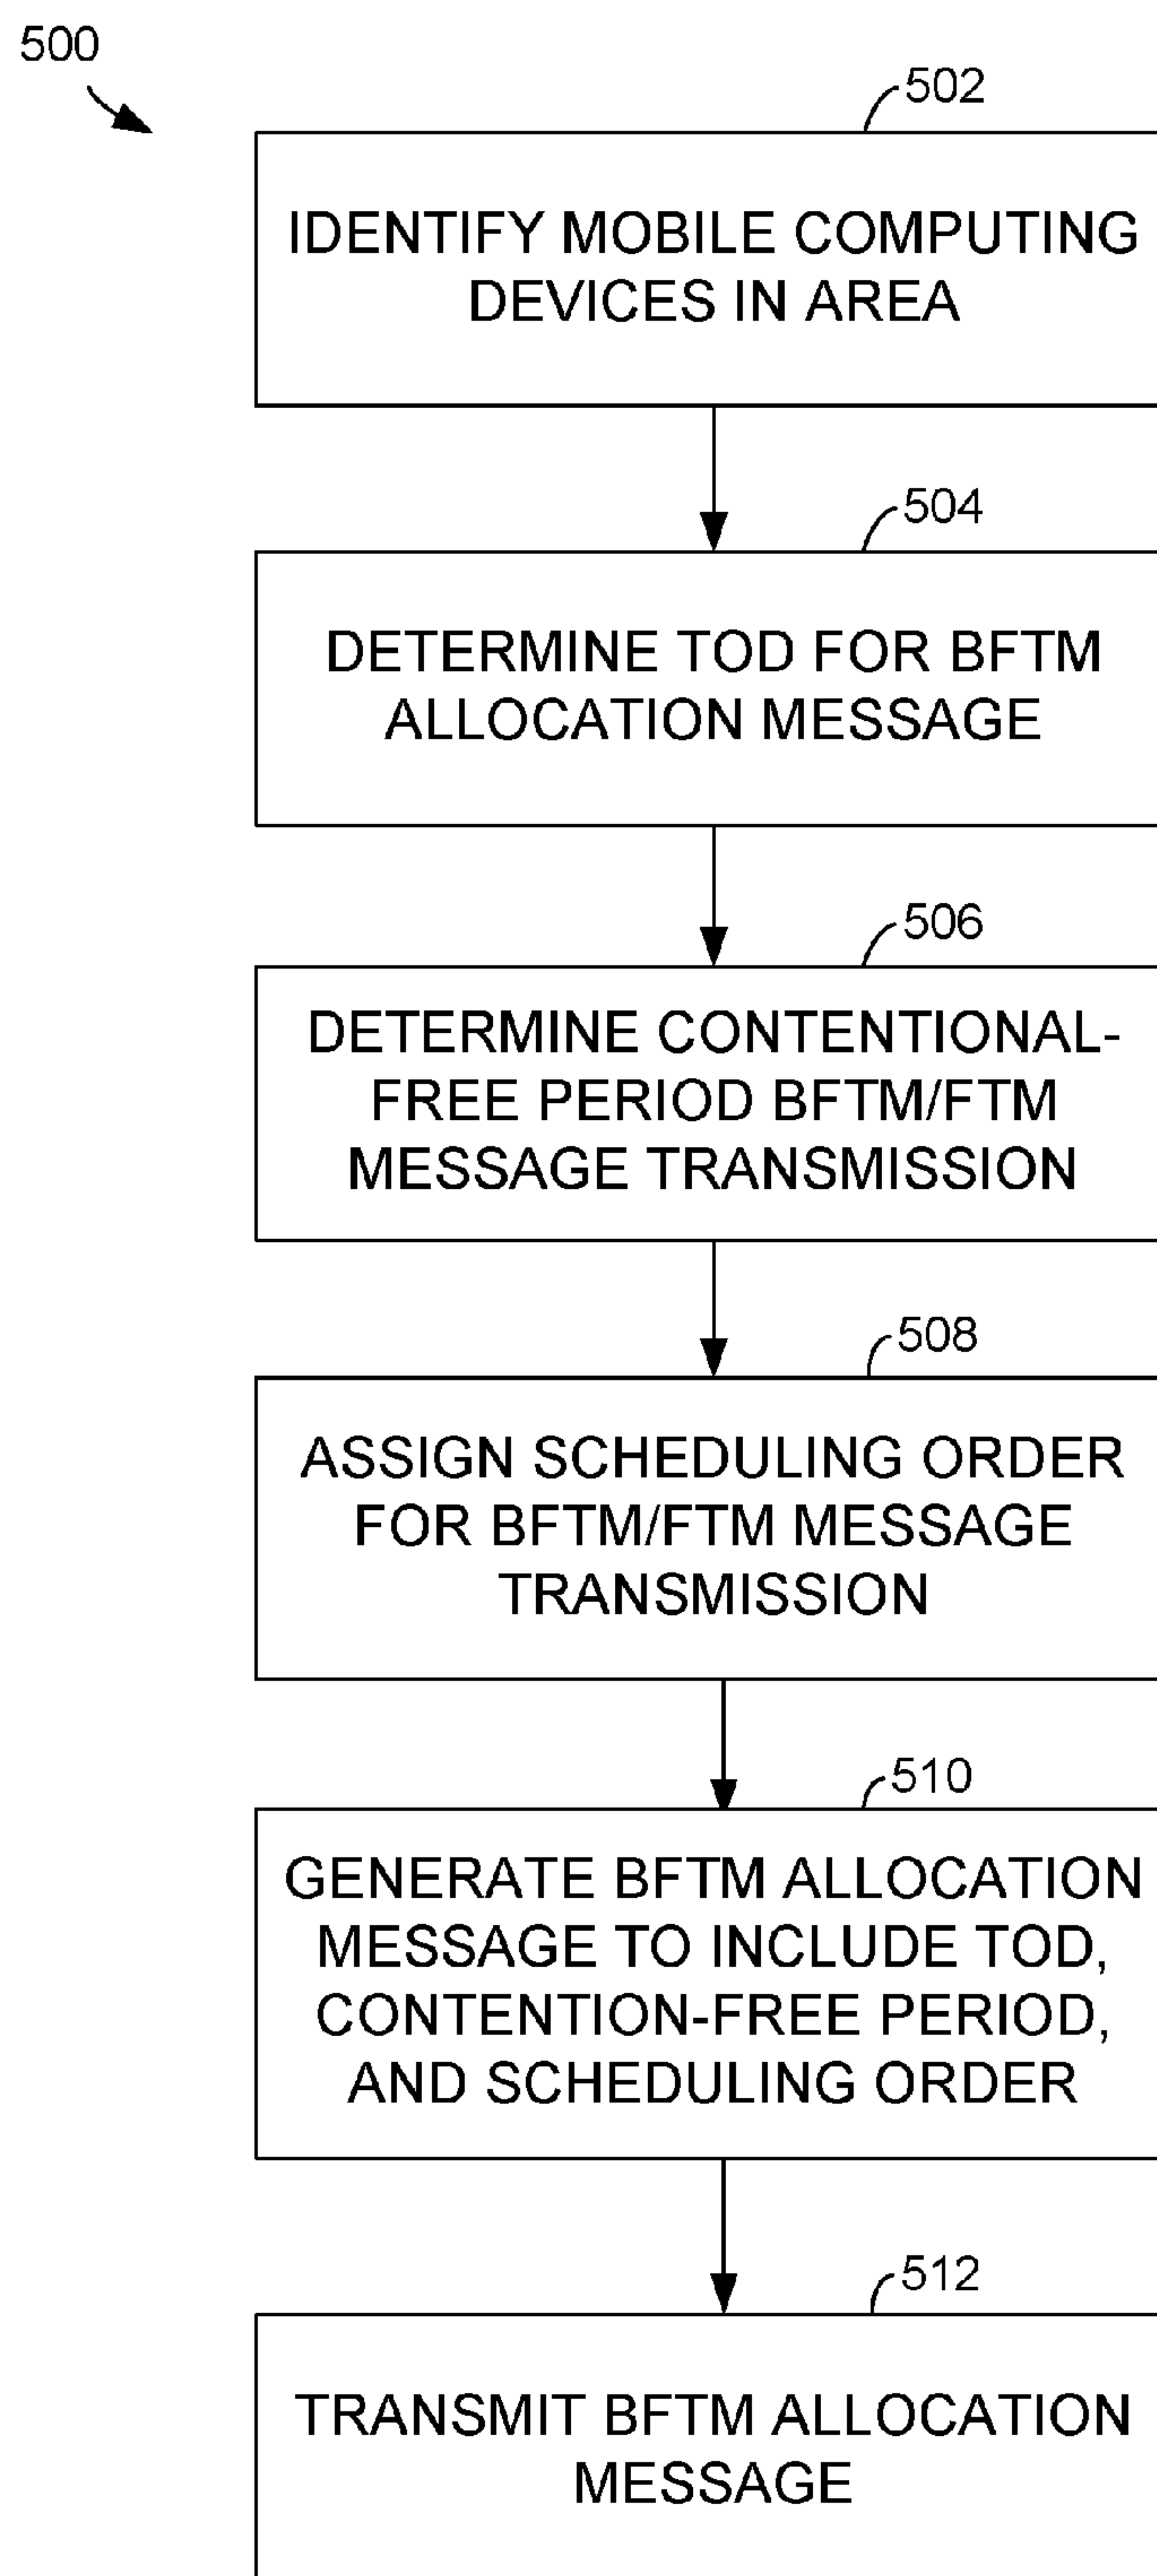 500
502
IDENTIFY MOBILE COMPUTING
DEVICES IN AREA
504
DETERMINE TOD FOR BFTM
ALLOCATION MESSAGE
506
DETERMINE CONTENTIONAL-
FREE PERIOD BFTM/FTM
MESSAGE TRANSMISSION
508
ASSIGN SCHEDULING ORDER
FOR BFTM/FTM MESSAGE
TRANSMISSION
510
GENERATE BFTM ALLOCATION
MESSAGE TO INCLUDE TOD,
CONTENTION-FREE PERIOD,
AND SCHEDULING ORDER
512
TRANSMIT BFTM ALLOCATION
MESSAGE